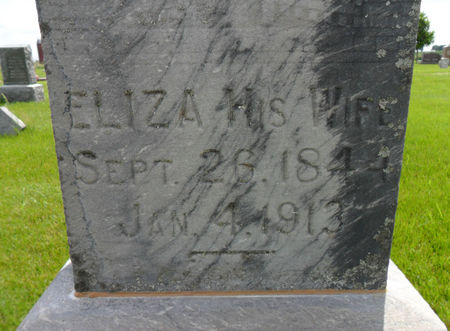 ELIZA HIS WIFE
SEPT. 26. 1844
JAN. 4. 1913